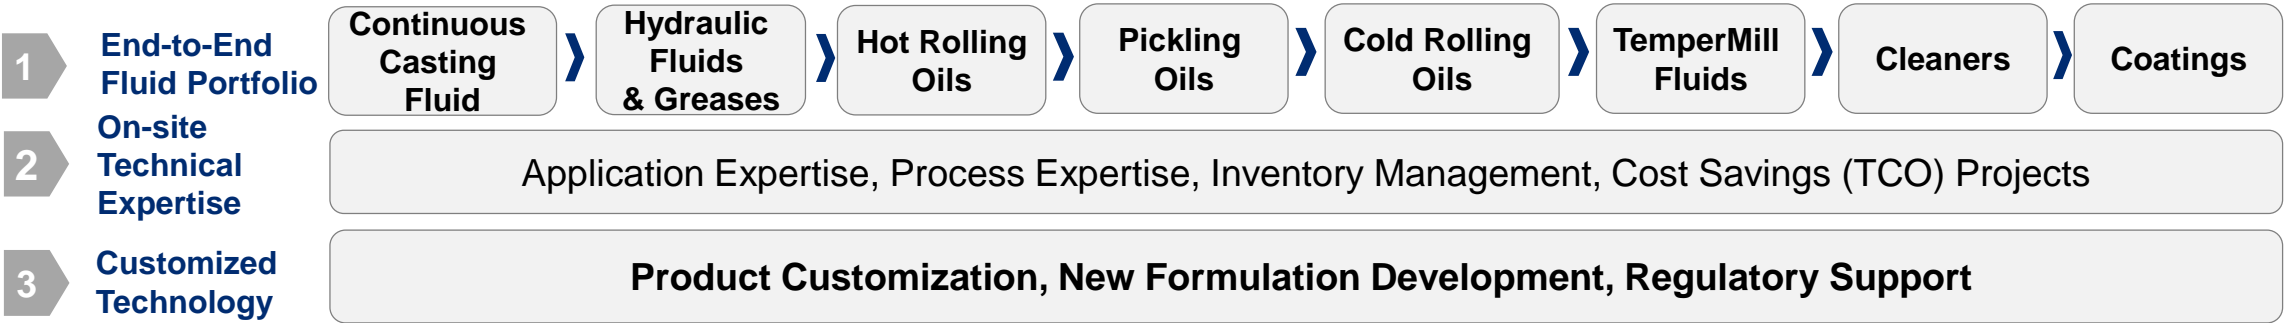 1
End-to-End
Fluid Portfolio
Continuous
Casting
Fluid
Hydraulic
Fluids
& Greases
Hot Rolling
Oils
Pickling
Oils
Cold Rolling
Oils
TemperMill
Fluids
Cleaners
Coatings
2
On-site
Technical
Expertise
Application Expertise, Process Expertise, Inventory Management, Cost Savings (TCO) Projects
3
Customized
Technology
Product Customization, New Formulation Development, Regulatory Support